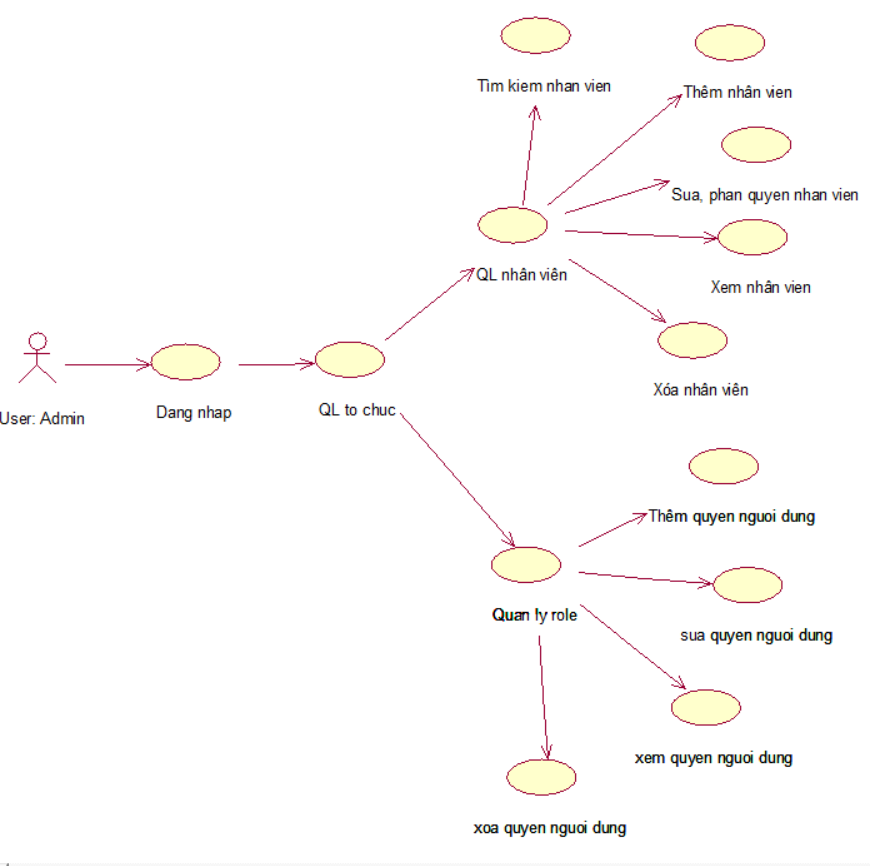 Tim kiem nhan vien
Thêm nhân vien
Sua, phan quyen nhan vien
QL nhân viên
Xem nhân vien
Xóa nhân viên
User: Admin
Dang nhap
QL to chuc
Thêm quyen nguoi dung
Quan ly role
sua quyen nguoi dung
xem quyen nguoi dung
xoa quyen nguoi dung